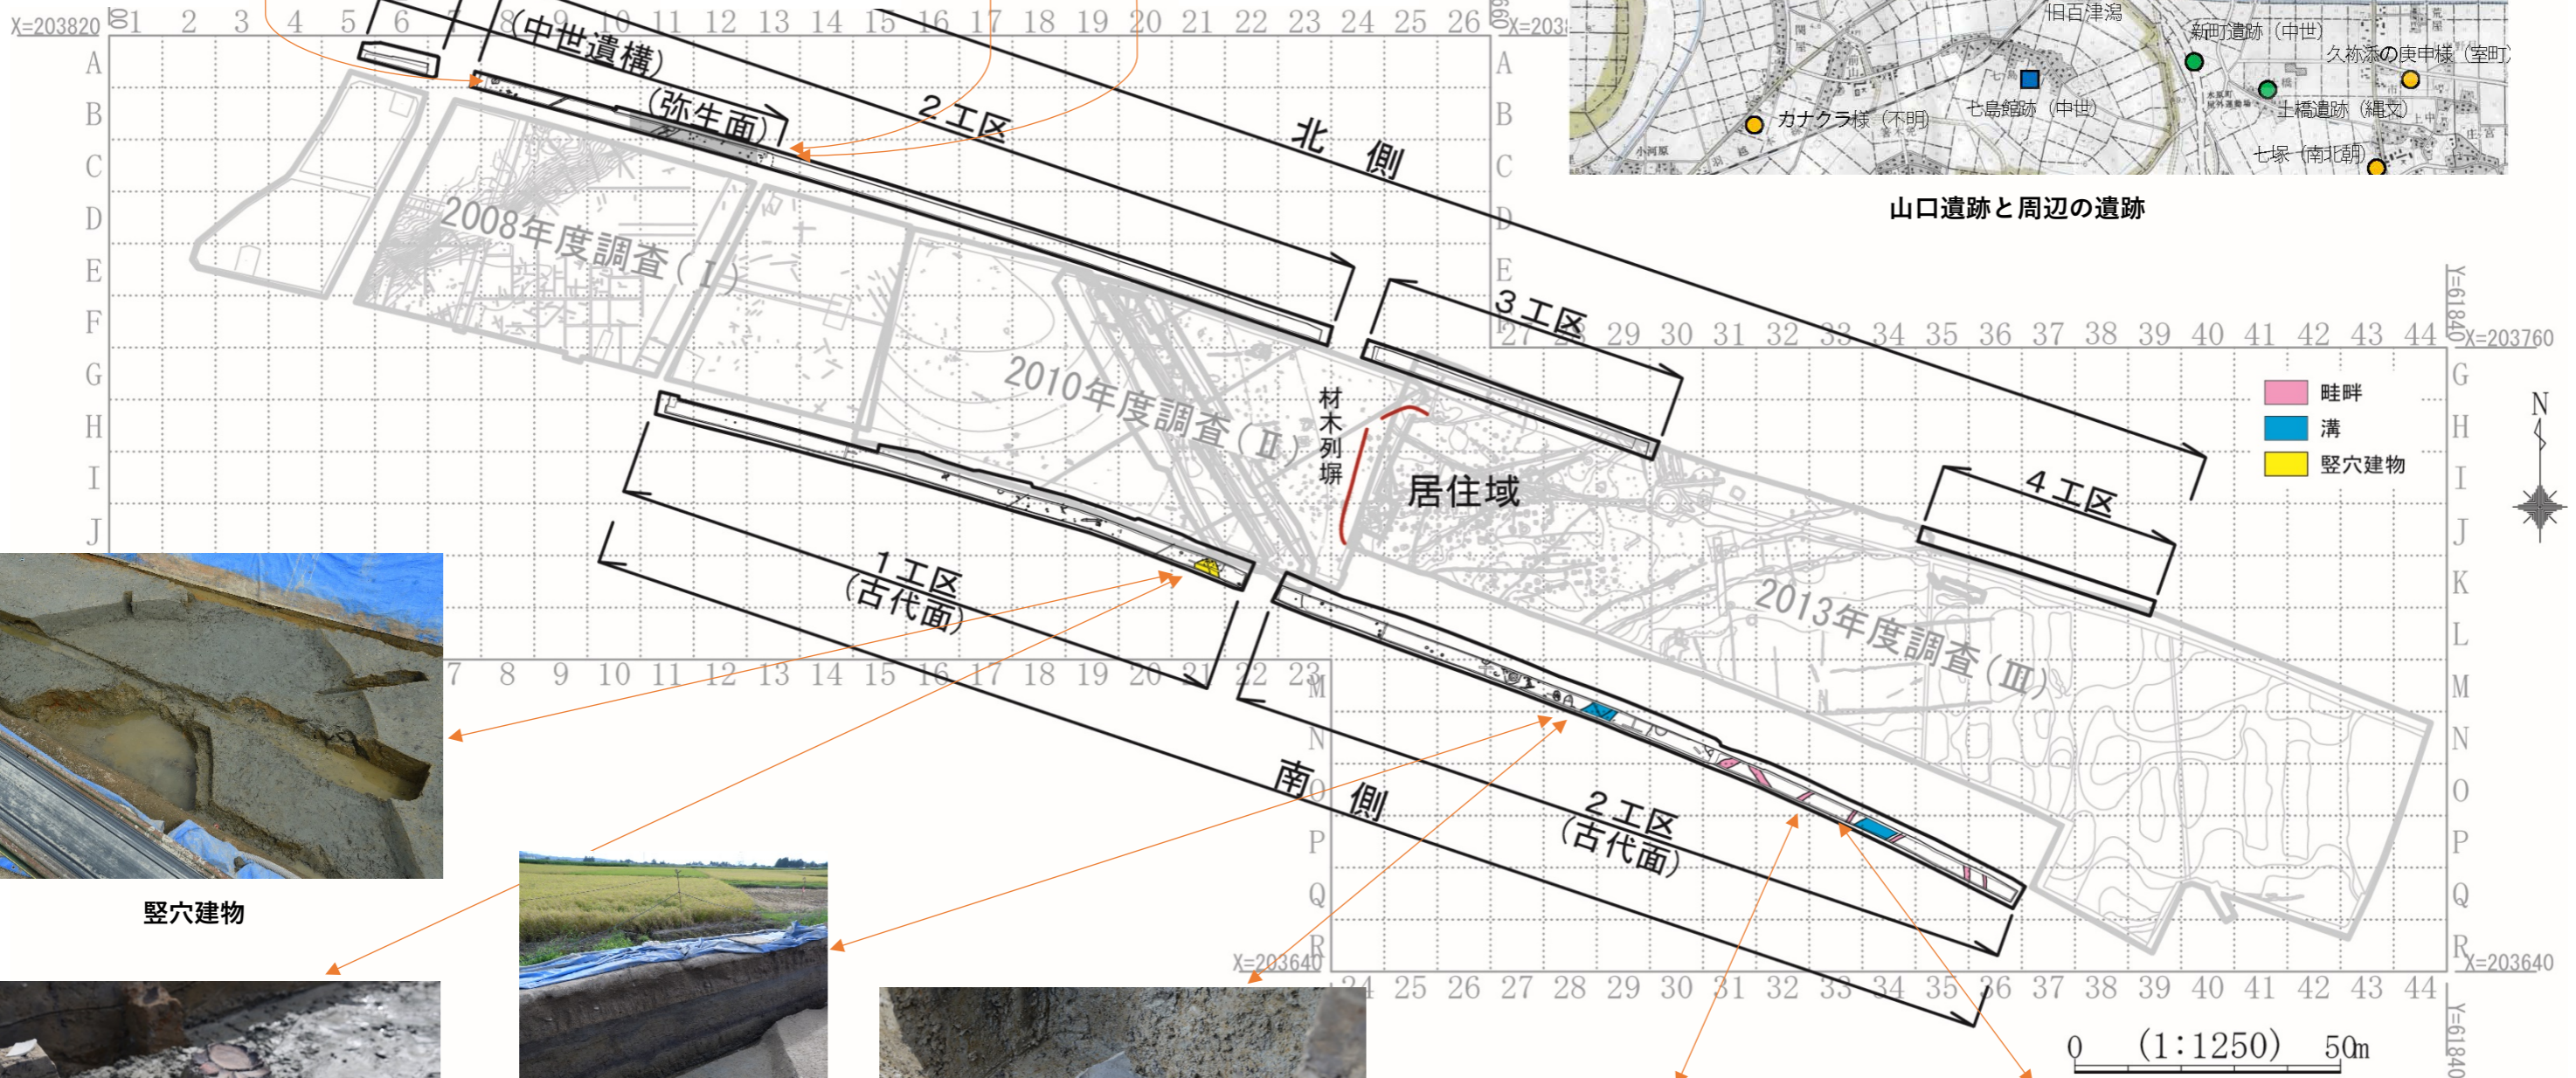 X=203820
1 2 3 4 5 6 7 8 9 10 11 12 13 14 15 16 17 18 19 20 21 22 23 24 25 26
A
B
C
D
E
F
G
H
I
J
(中世遺構)
(弥生面)
2工区
北 側
3工区
4工区
2008年度調査(Ⅰ)
2010年度調査(Ⅱ)
2013年度調査(Ⅲ)
材木列塀
居住域
1工区
(古代面)
2工区
(古代面)
南 側
旧百津潟
新町遺跡(中世)
久祢添の庚申様(室町)
七島館跡(中世)
土橋遺跡(縄文)
カナクラ様(不明)
七塚(南北朝)
小河原
山口遺跡と周辺の遺跡
A
B
C
D
E
27 28 29 30 31 32 33 34 35 36 37 38 39 40 41 42 43 44
X=203760
Y=61840
G
H
I
J
K
L
M
N
O
P
Q
R
畦畔
溝
竪穴建物
N
7 8 9 10 11 12 13 14 15 16 17 18 19 20 21 22 23
M
N
O
P
Q
R
X=203640
24 25 26 27 28 29 30 31 32 33 34 35 36 37 38 39 40 41 42 43 44
X=203640
Y=61840
竪穴建物
0 (1:1250) 50m